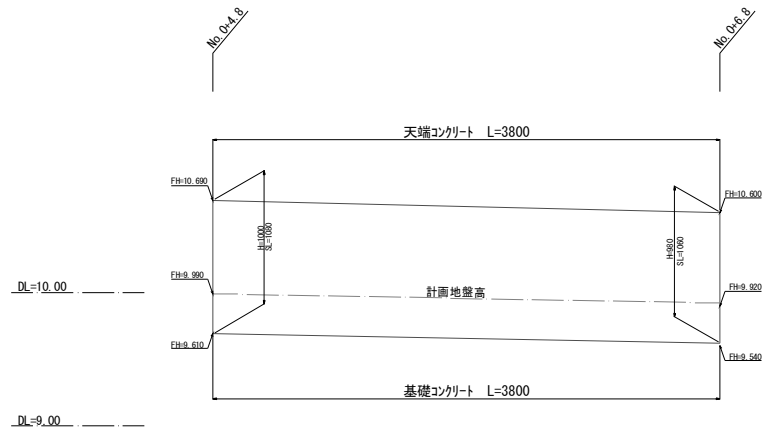 No.0+4.8
No.0+6.8
天端コンクリート L=3800
FH=10.690
FH=10.600
H=1000
SL=1080
H=980
SL=1060
FH=9.990
DL=10.00
計画地盤高
FH=9.920
FH=9.610
FH=9.540
基礎コンクリート L=3800
DL=9.00